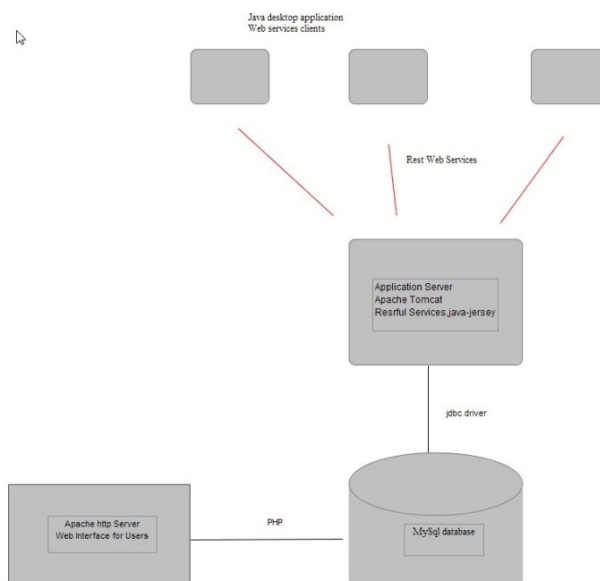 Java desktop application
Web services clients
Rest Web Services
Application Server
Apache Tomcat
Resrful Services,java-jersey
jdbc driver
Apache http Server
Web Interface for Users
PHP
MySql database